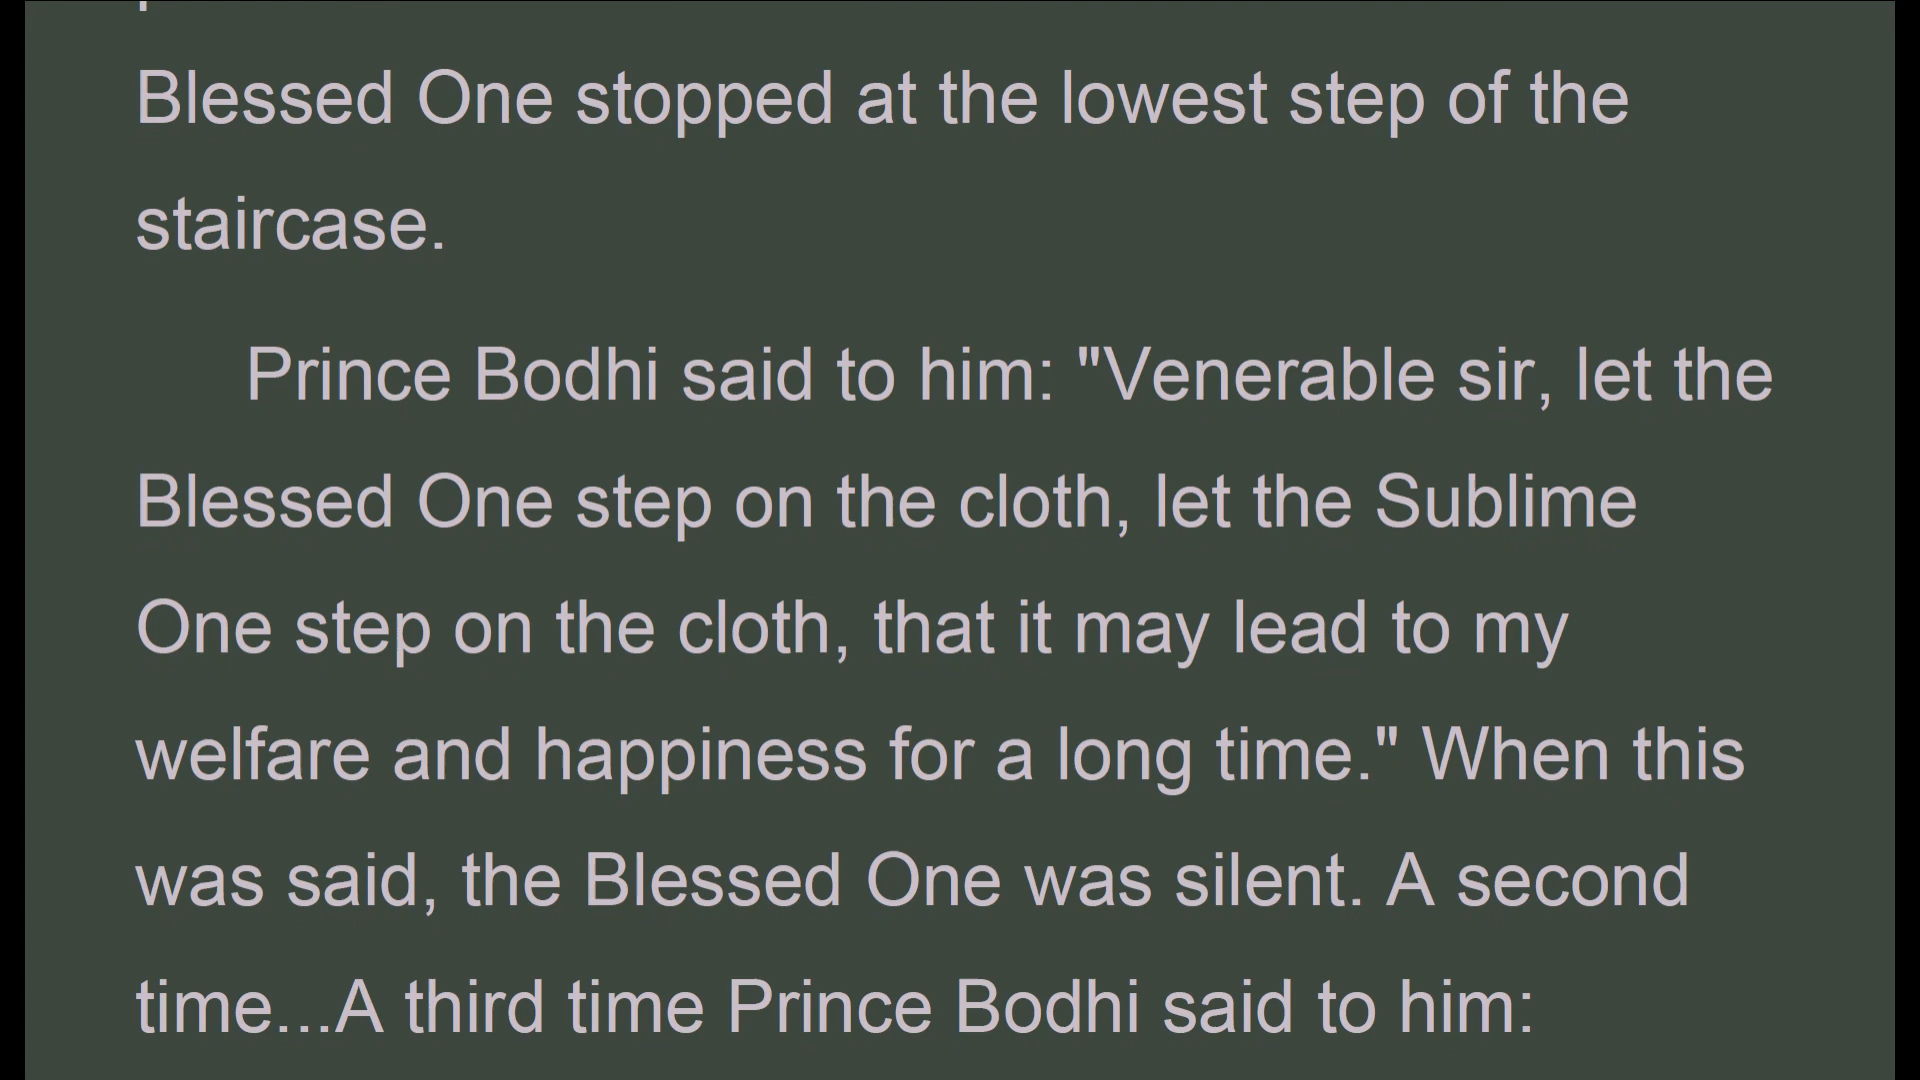 Blessed One stopped at the lowest step of the
staircase.
Prince Bodhi said to him: "Venerable sir, let the
Blessed One step on the cloth, let the Sublime
One step on the cloth, that it may lead to my
welfare and happiness for a long time." When this
was said, the Blessed One was silent. A second
time...A third time Prince Bodhi said to him: